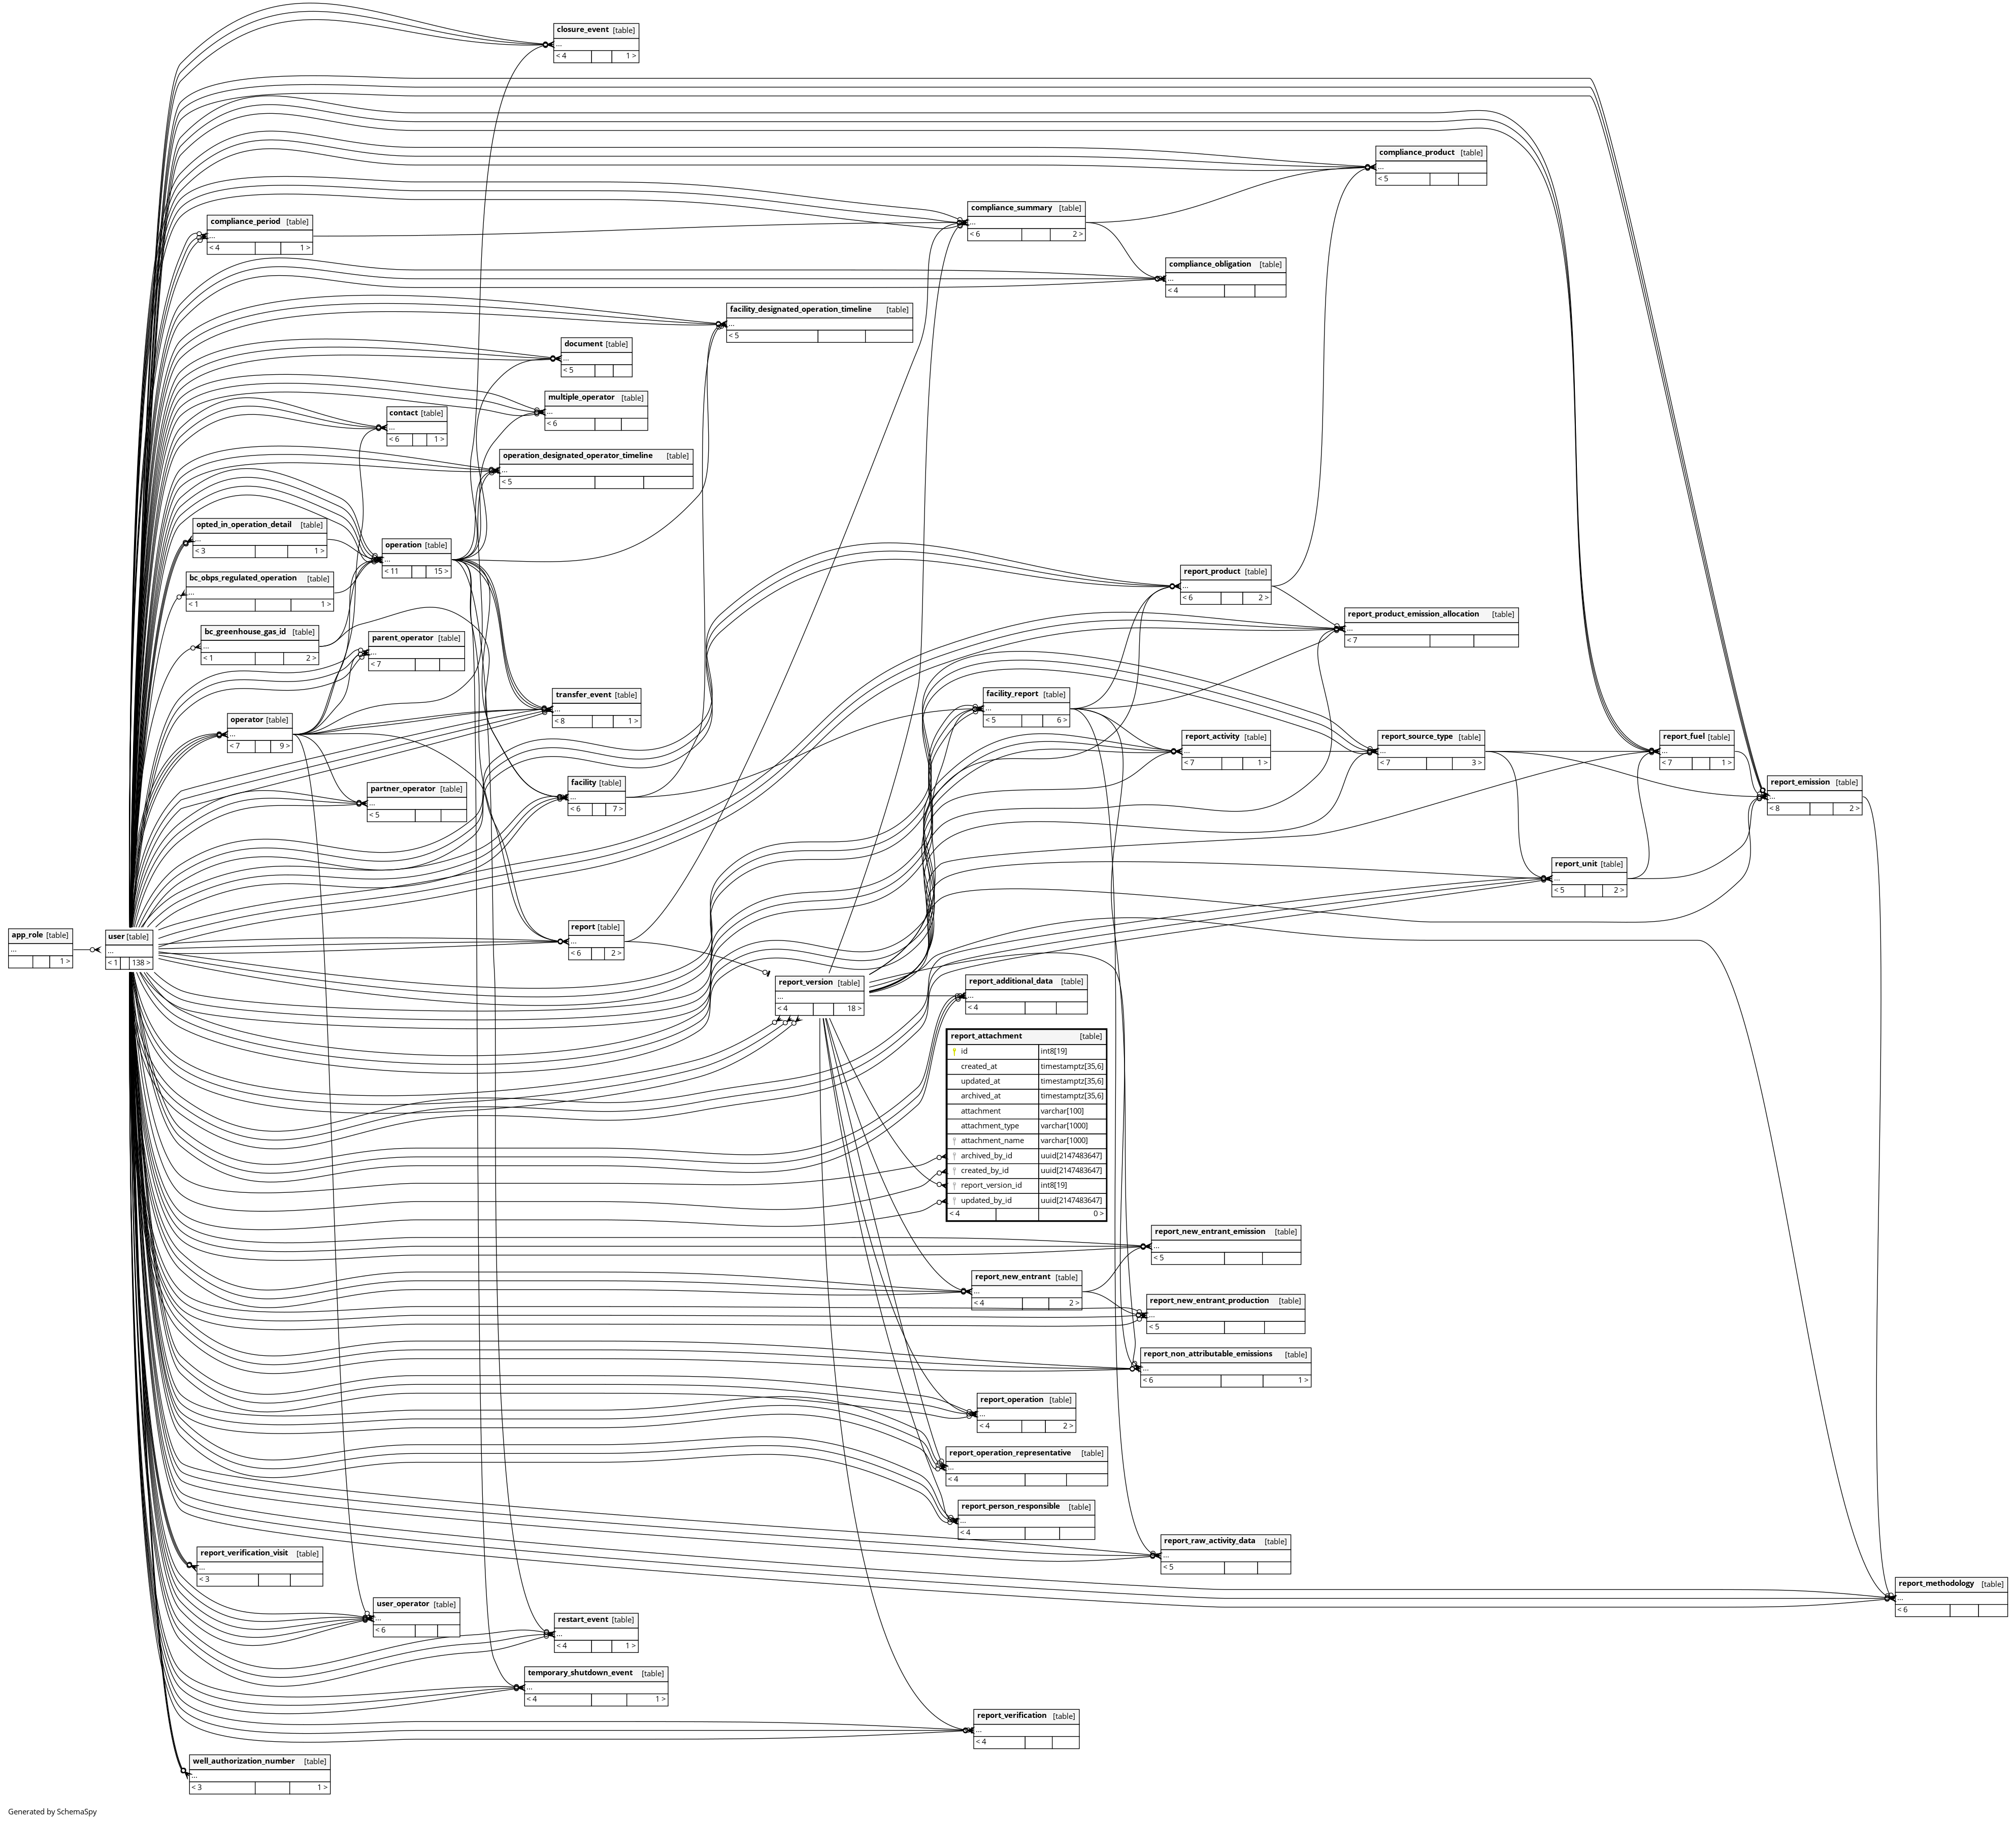 closure_event [table]
...
< 4 1 >
compliance_product [table]
...
< 5
compliance_summary [table]
...
< 6 2 >
compliance_period [table]
...
< 4 1 >
compliance_obligation [table]
...
< 4
facility_designated_operation_timeline [table]
...
< 5
document [table]
...
< 5
multiple_operator [table]
...
< 6
contact [table]
...
< 6 1 >
operation_designated_operator_timeline [table]
...
< 5
opted_in_operation_detail [table]
...
< 3 1 >
operation [table]
...
< 11 15 >
bc_obps_regulated_operation [table]
...
< 1 1 >
report_product [table]
...
< 6 2 >
report_product_emission_allocation [table]
...
< 7
bc_greenhouse_gas_id [table]
...
< 1 2 >
parent_operator [table]
...
< 7
transfer_event [table]
...
< 8 1 >
facility_report [table]
...
< 5 6 >
operator [table]
...
< 7 9 >
report_activity [table]
...
< 7 1 >
report_source_type [table]
...
< 7 3 >
report_fuel [table]
...
< 7 1 >
partner_operator [table]
...
< 5
facility [table]
...
< 6 7 >
report_emission [table]
...
< 8 2 >
report_unit [table]
...
< 5 2 >
app_role [table]
...
1 >
user [table]
...
< 1 138 >
report [table]
...
< 6 2 >
report_version [table]
...
< 4 18 >
report_additional_data [table]
...
< 4
report_attachment [table]
id int8[19]
created_at timestamptz[35,6]
updated_at timestamptz[35,6]
archived_at timestamptz[35,6]
attachment varchar[100]
attachment_type varchar[1000]
attachment_name varchar[1000]
archived_by_id uuid[2147483647]
created_by_id uuid[2147483647]
report_version_id int8[19]
updated_by_id uuid[2147483647]
< 4 0 >
report_new_entrant_emission [table]
...
< 5
report_new_entrant [table]
...
< 4 2 >
report_new_entrant_production [table]
...
< 5
report_non_attributable_emissions [table]
...
< 6 1 >
report_operation [table]
...
< 4 2 >
report_operation_representative [table]
...
< 4
report_person_responsible [table]
...
< 4
report_raw_activity_data [table]
...
< 5
report_verification_visit [table]
...
< 3
report_methodology [table]
...
< 6
user_operator [table]
...
< 6
restart_event [table]
...
< 4 1 >
temporary_shutdown_event [table]
...
< 4 1 >
report_verification [table]
...
< 4
well_authorization_number [table]
...
< 3 1 >
Generated by SchemaSpy